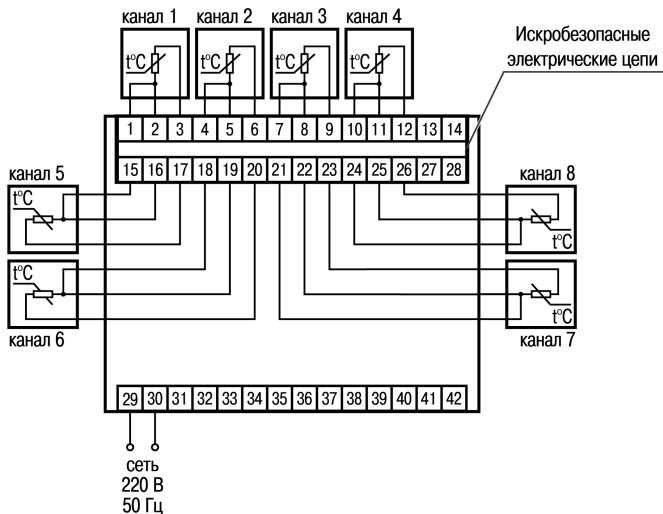 канал 1 канал 2 канал 3 канал 4
Искробезопасные
электрические цепи
t°C t°C t°C t°C
1 2 3 4 5 6 7 8 9 10 11 12 13 14
15 16 17 18 19 20 21 22 23 24 25 26 27 28
канал 5
t°C
канал 8
t°C
t°C
канал 6
t°C
канал 7
29 30 31 32 33 34 35 36 37 38 39 40 41 42
сеть
220 В
50 Гц